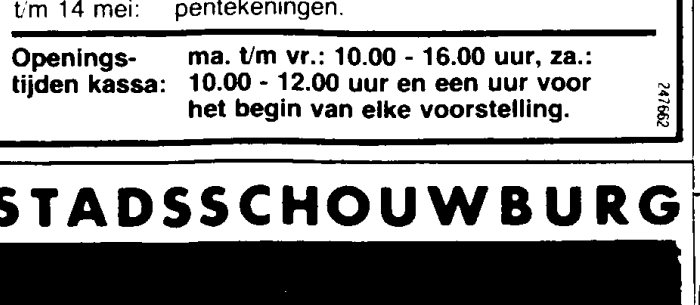 t/m 14 mei: pentekeningen.
Openings- ma. t/m vr.: 10.00 - 16.00 uur, za.:
tijden kassa: 10.00 - 12.00 uur en een uur voor
het begin van elke voorstelling.
247662
STADSSCHOUWBURG